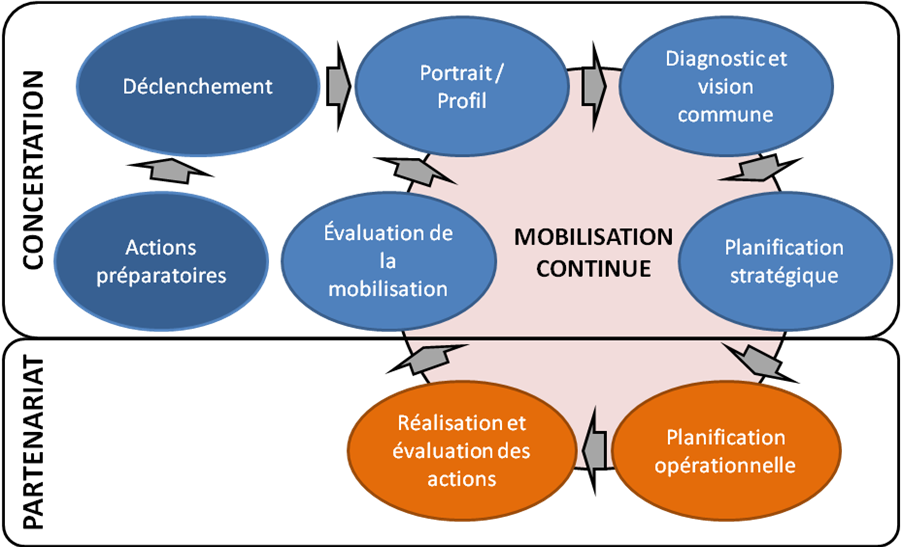 CONCERTATION
Déclenchement
Portrait /
Profil
Diagnostic et
vision
commune
Actions
préparatoires
Évaluation de
la
mobilisation
MOBILISATION
CONTINUE
Planification
stratégique
PARTENARIAT
Réalisation et
évaluation des
actions
Planification
opérationnelle